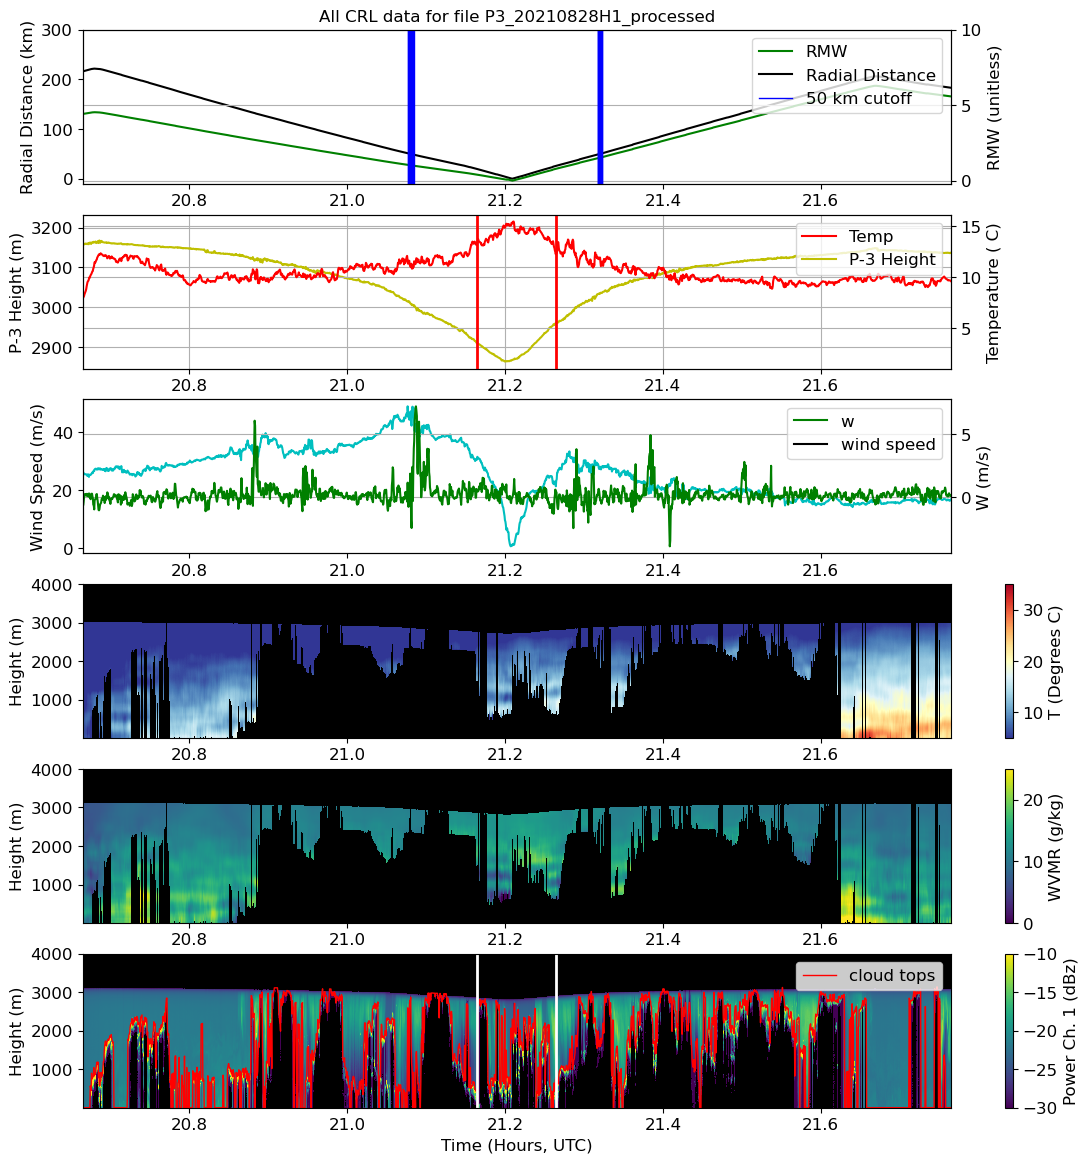 All CRL data for file P3_20210828H1_processed
Radial Distance (km)
300
200
100
0
RMW
Radial Distance
50 km cutoff
10
5
0
RMW (unitless)
20.8 21.0 21.2 21.4 21.6
P-3 Height (m)
3200
3100
3000
2900
Temp
P-3 Height
15
10
5
Temperature ( C)
20.8 21.0 21.2 21.4 21.6
Wind Speed (m/s)
40
20
0
w
wind speed
5
0
W (m/s)
20.8 21.0 21.2 21.4 21.6
Height (m)
4000
3000
2000
1000
30
20
10
T (Degrees C)
20.8 21.0 21.2 21.4 21.6
Height (m)
4000
3000
2000
1000
20
10
0
WVMR (g/kg)
20.8 21.0 21.2 21.4 21.6
Height (m)
4000
3000
2000
1000
cloud tops
−10
−15
−20
−25
−30
Power Ch. 1 (dBz)
20.8 21.0 21.2 21.4 21.6
Time (Hours, UTC)